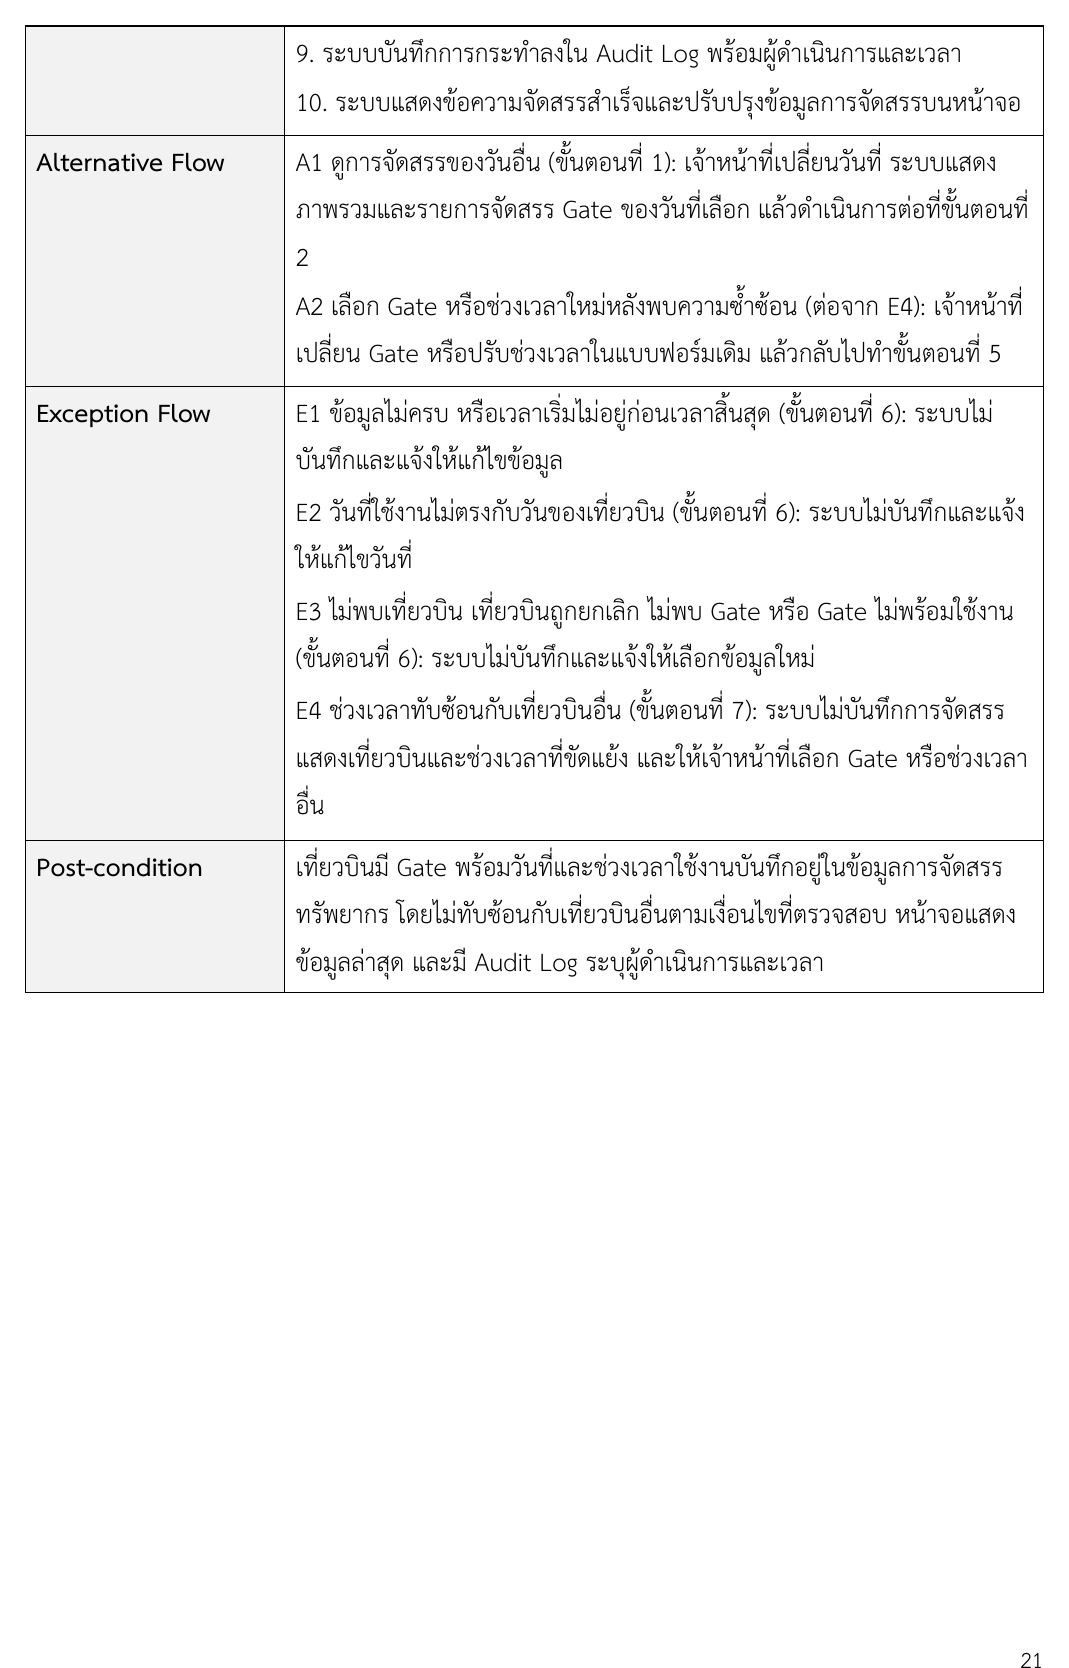 9. ระบบบันทึกการกระทำลงใน Audit Log พร้อมผู้ดำเนินการและเวลา
10. ระบบแสดงข้อความจัดสรรสำเร็จและปรับปรุงข้อมูลการจัดสรรบนหน้าจอ
Alternative Flow
A1 ดูการจัดสรรของวันอื่น (ขั้นตอนที่ 1): เจ้าหน้าที่เปลี่ยนวันที่ ระบบแสดง
ภาพรวมและรายการจัดสรร Gate ของวันที่เลือก แล้วดำเนินการต่อที่ขั้นตอนที่
2
A2 เลือก Gate หรือช่วงเวลาใหม่หลังพบความซ้ำซ้อน (ต่อจาก E4): เจ้าหน้าที่
เปลี่ยน Gate หรือปรับช่วงเวลาในแบบฟอร์มเดิม แล้วกลับไปทำขั้นตอนที่ 5
Exception Flow
E1 ข้อมูลไม่ครบ หรือเวลาเริ่มไม่อยู่ก่อนเวลาสิ้นสุด (ขั้นตอนที่ 6): ระบบไม่
บันทึกและแจ้งให้แก้ไขข้อมูล
E2 วันที่ใช้งานไม่ตรงกับวันของเที่ยวบิน (ขั้นตอนที่ 6): ระบบไม่บันทึกและแจ้ง
ให้แก้ไขวันที่
E3 ไม่พบเที่ยวบิน เที่ยวบินถูกยกเลิก ไม่พบ Gate หรือ Gate ไม่พร้อมใช้งาน
(ขั้นตอนที่ 6): ระบบไม่บันทึกและแจ้งให้เลือกข้อมูลใหม่
E4 ช่วงเวลาทับซ้อนกับเที่ยวบินอื่น (ขั้นตอนที่ 7): ระบบไม่บันทึกการจัดสรร
แสดงเที่ยวบินและช่วงเวลาที่ขัดแย้ง และให้เจ้าหน้าที่เลือก Gate หรือช่วงเวลา
อื่น
Post-condition
เที่ยวบินมี Gate พร้อมวันที่และช่วงเวลาใช้งานบันทึกอยู่ในข้อมูลการจัดสรร
ทรัพยากร โดยไม่ทับซ้อนกับเที่ยวบินอื่นตามเงื่อนไขที่ตรวจสอบ หน้าจอแสดง
ข้อมูลล่าสุด และมี Audit Log ระบุผู้ดำเนินการและเวลา
21